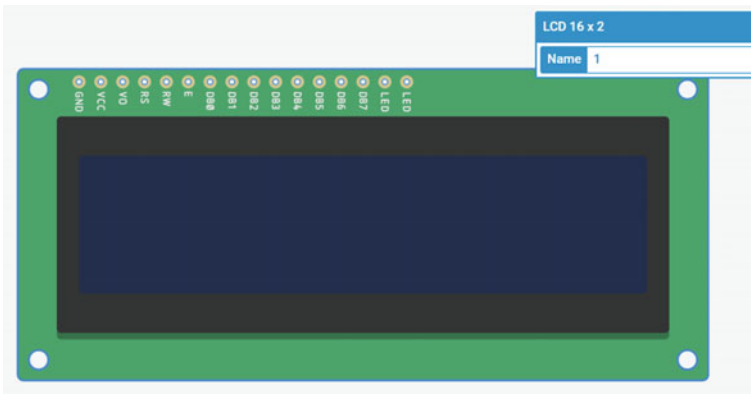 LCD 16 x 2
Name 1
GND VCC VO RS RW E DB0 DB1 DB2 DB3 DB4 DB5 DB6 DB7 LED LED